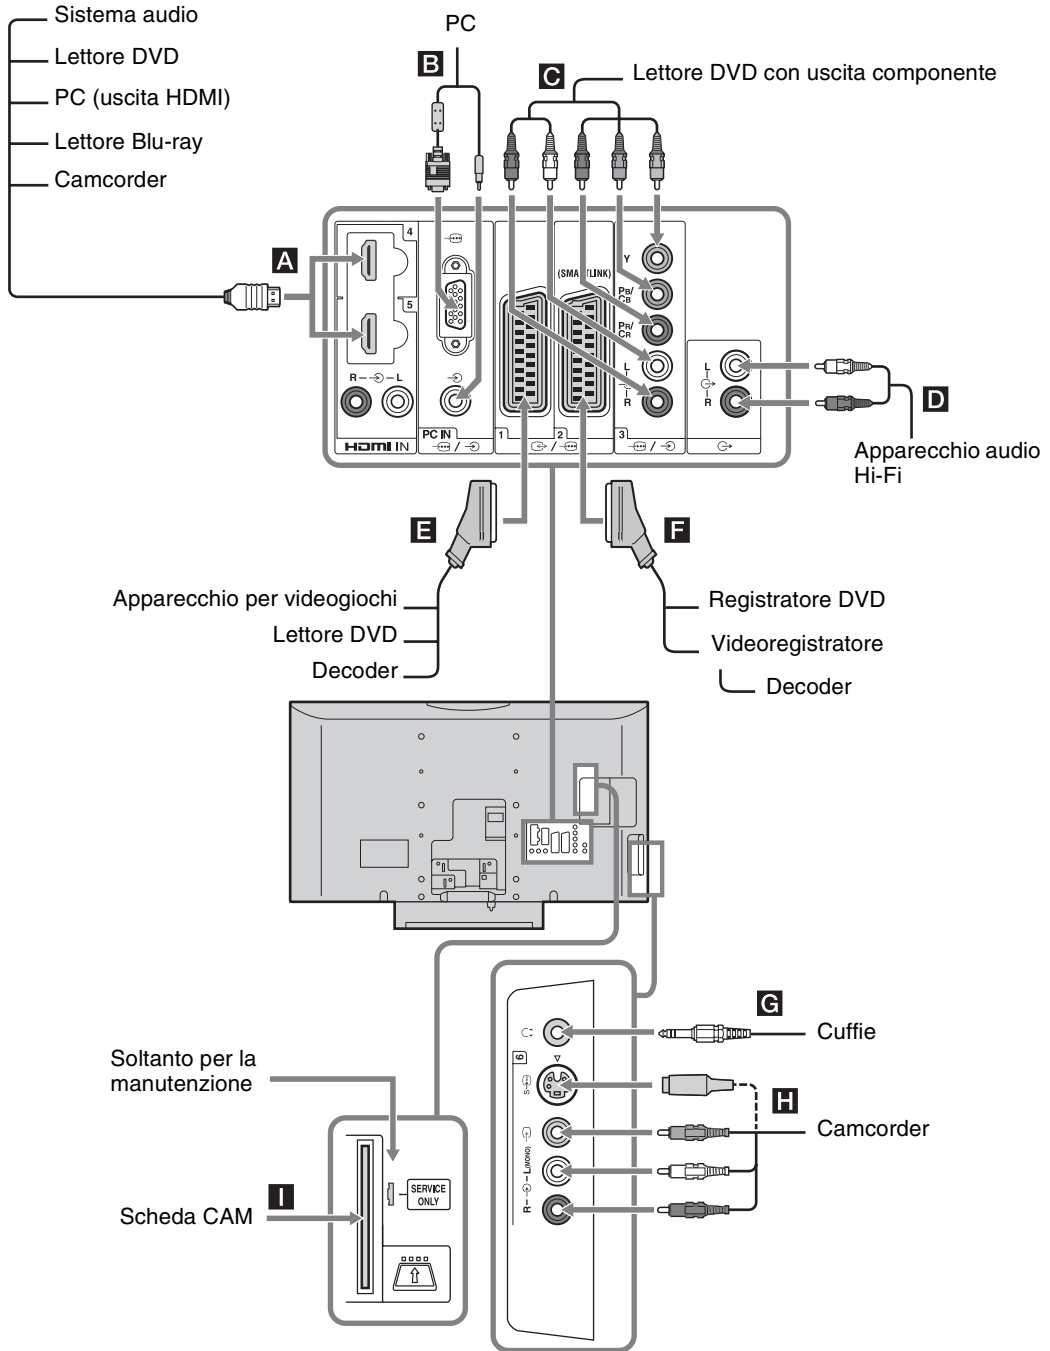 Sistema audio
Lettore DVD
PC (uscita HDMI)
Lettore Blu-ray
Camcorder
PC
B
C
Lettore DVD con uscita componente
A
4
5
R L
HDMI IN
PC IN
1
(SMARTLINK)
2
Y
PB/
CB
PR/
CR
L
R
3
L
R
D
Apparecchio audio
Hi-Fi
E
Apparecchio per videogiochi
Lettore DVD
Decoder
F
Registratore DVD
Videoregistratore
Decoder
G
Cuffie
6
S
H
Camcorder
R L(MONO)
Soltanto per la
manutenzione
SERVICE
ONLY
I
Scheda CAM